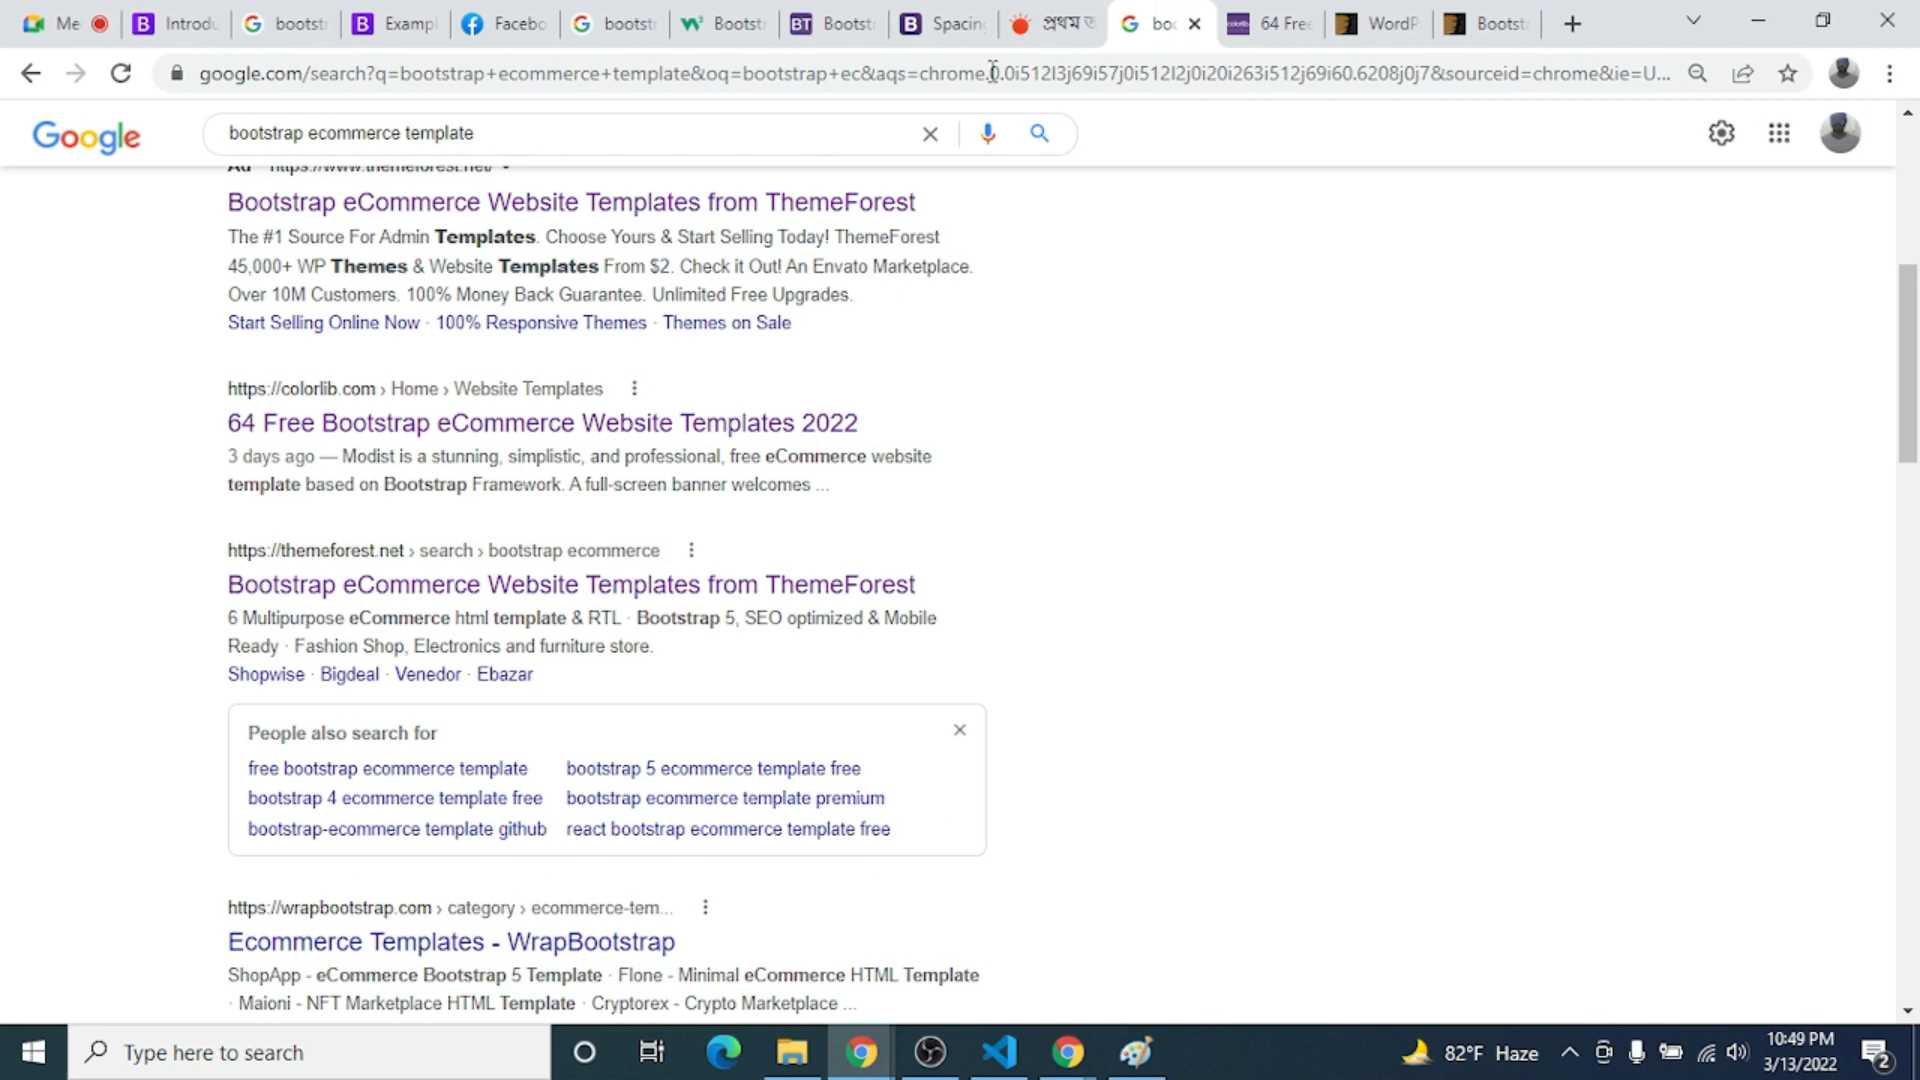 Me
Introdu
bootst
Exampl
Facebo
bootst
Bootst
Bootst
Spacin
প্রথম
boo
64 Free
WordP
Bootst
google.com/search?q=bootstrap+ecommerce+template&oq=bootstrap+ec&aqs=chrome.0.0i512l3j69i57j0i512l2j0i20i263i512j69i60.6208j0j7&sourceid=chrome&ie=U...
Google
bootstrap ecommerce template
Ad https://www.themeforest.net/
Bootstrap eCommerce Website Templates from ThemeForest
The #1 Source For Admin Templates. Choose Yours & Start Selling Today! ThemeForest
45,000+ WP Themes & Website Templates From $2. Check it Out! An Envato Marketplace.
Over 10M Customers. 100% Money Back Guarantee. Unlimited Free Upgrades.
Start Selling Online Now · 100% Responsive Themes · Themes on Sale
https://colorlib.com › Home › Website Templates
64 Free Bootstrap eCommerce Website Templates 2022
3 days ago — Modist is a stunning, simplistic, and professional, free eCommerce website
template based on Bootstrap Framework. A full-screen banner welcomes ...
https://themeforest.net › search › bootstrap ecommerce
Bootstrap eCommerce Website Templates from ThemeForest
6 Multipurpose eCommerce html template & RTL · Bootstrap 5, SEO optimized & Mobile
Ready · Fashion Shop, Electronics and furniture store.
Shopwise · Bigdeal · Venedor · Ebazar
People also search for
free bootstrap ecommerce template
bootstrap 5 ecommerce template free
bootstrap 4 ecommerce template free
bootstrap ecommerce template premium
bootstrap-ecommerce template github
react bootstrap ecommerce template free
https://wrapbootstrap.com › category › ecommerce-tem...
Ecommerce Templates - WrapBootstrap
ShopApp - eCommerce Bootstrap 5 Template · Flone - Minimal eCommerce HTML Template
· Maioni - NFT Marketplace HTML Template · Cryptorex - Crypto Marketplace ...
Type here to search
82°F Haze
10:49 PM
3/13/2022
2